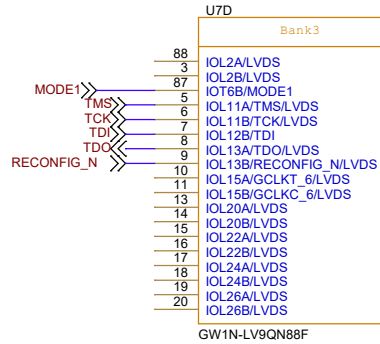 U7D
Bank3
88 IOL2A/LVDS
3 IOL2B/LVDS
MODE1 87 IOT6B/MODE1
TMS 5 IOL11A/TMS/LVDS
TCK 6 IOL11B/TCK/LVDS
TDI 7 IOL12B/TDI
TDO 8 IOL13A/TDO/LVDS
RECONFIG_N 9 IOL13B/RECONFIG_N/LVDS
10 IOL15A/GCLKT_6/LVDS
11 IOL15B/GCLKC_6/LVDS
13 IOL20A/LVDS
14 IOL20B/LVDS
15 IOL22A/LVDS
16 IOL22B/LVDS
17 IOL24A/LVDS
18 IOL24B/LVDS
19 IOL26A/LVDS
20 IOL26B/LVDS
GW1N-LV9QN88F